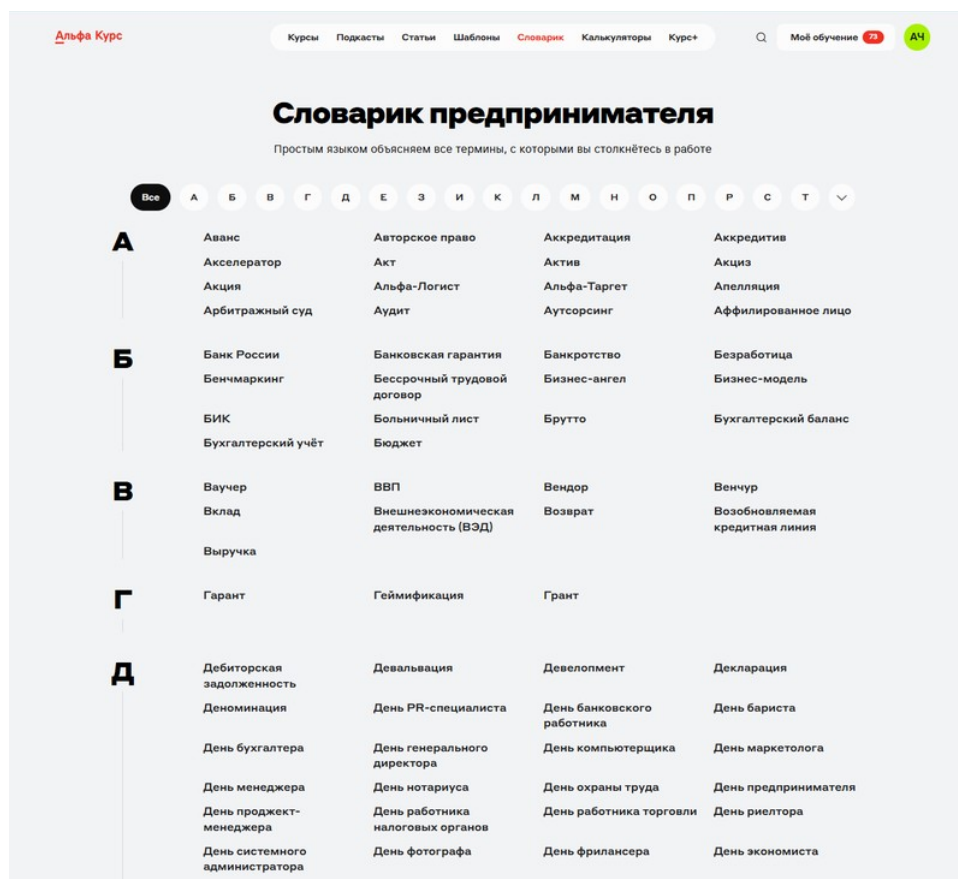 Альфа Курс Курсы Подкасты Статьи Шаблоны Словарик Калькуляторы Курс+ Моё обучение 73 АЧ
Словарик предпринимателя
Простым языком объясняем все термины, с которыми вы столкнётесь в работе
Все А Б В Г Д Е З И К Л М Н О П Р С Т
А Аванс Авторское право Аккредитация Аккредитив
Акселератор Акт Актив Акциз
Акция Альфа-Логист Альфа-Таргет Апелляция
Арбитражный суд Аудит Аутсорсинг Аффилированное лицо
Б Банк России Банковская гарантия Банкротство Безработица
Бенчмаркинг Бессрочный трудовой Бизнес-ангел Бизнес-модель
договор
БИК Больничный лист Брутто Бухгалтерский баланс
Бухгалтерский учёт Бюджет
В Ваучер ВВП Вендор Венчур
Вклад Внешнеэкономическая Возврат Возобновляемая
деятельность (ВЭД) кредитная линия
Выручка
Г Гарант Геймификация Грант
Д Дебиторская Девальвация Девелопмент Декларация
задолженность
Деноминация День PR-специалиста День банковского День бариста
работника
День бухгалтера День генерального День компьютерщика День маркетолога
директора
День менеджера День нотариуса День охраны труда День предпринимателя
День проджект- День работника День работника торговли День риелтора
менеджера налоговых органов
День системного День фотографа День фрилансера День экономиста
администратора